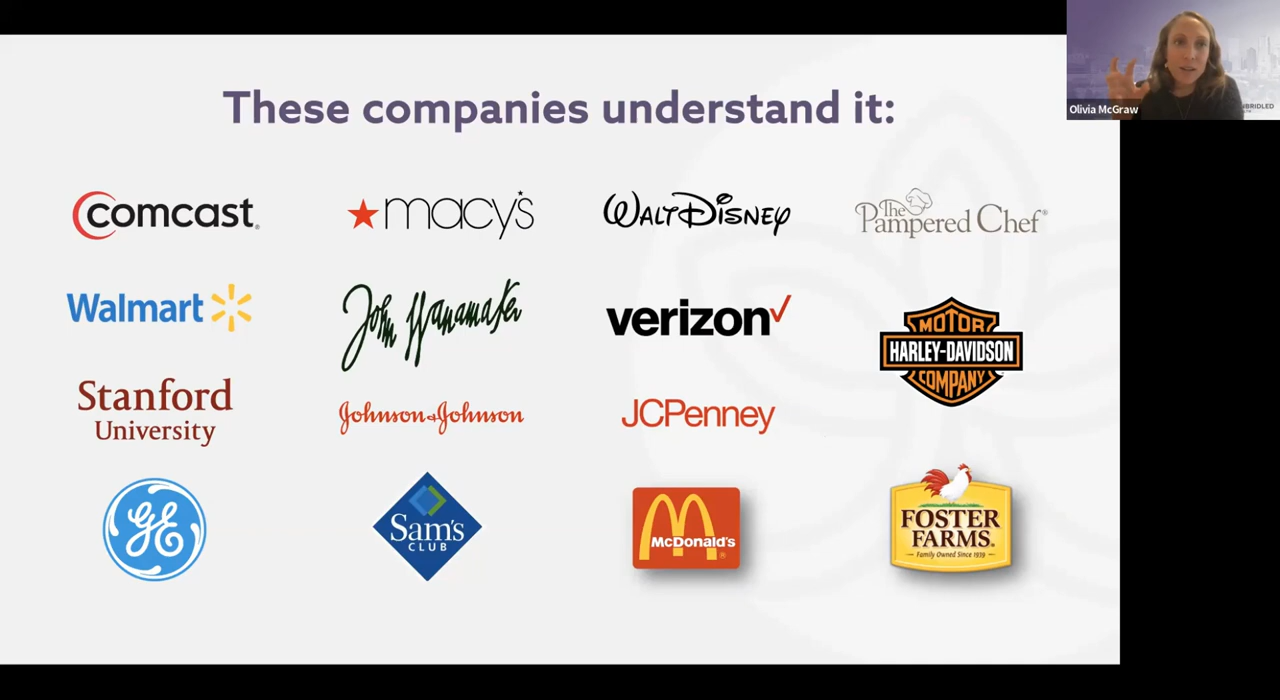 These companies understand it:
Olivia McGraw
BRIDLED
comcast.
macy's
WALT DISNEY
The
Pampered Chef®
Walmart
John Wanamaker
verizon
MOTOR
HARLEY-DAVIDSON
COMPANY
Stanford
University
Johnson & Johnson
JCPenney
GE
Sam's
CLUB
McDonald's
®
FOSTER
FARMS®
Family Owned Since 1939